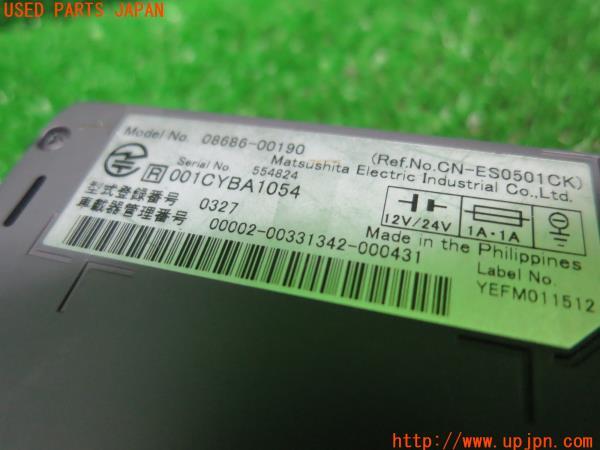 USED PARTS JAPAN
Model No. 08686-00190 (Ref.No.CN-ES0501CK)
Serial No 554824 Matsushita Electric Industrial Co.,Ltd.
R 001CYBA1054
型式登録番号 0327
車載器管理番号 00002-00331342-000431
12V/24V 1A・1A
Made in the Philippines
Label No.
YEFM011512
http://www.upjpn.com/